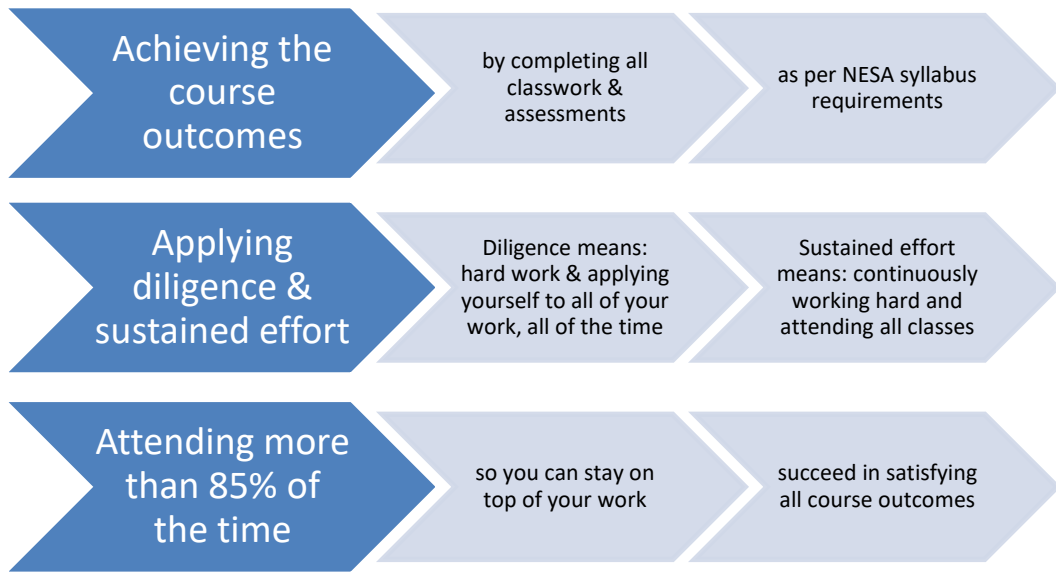 Achieving the
course
outcomes
by completing all
classwork &
assessments
as per NESA syllabus
requirements
Applying
diligence &
sustained effort
Diligence means:
hard work & applying
yourself to all of your
work, all of the time
Sustained effort
means: continuously
working hard and
attending all classes
Attending more
than 85% of
the time
so you can stay on
top of your work
succeed in satisfying
all course outcomes